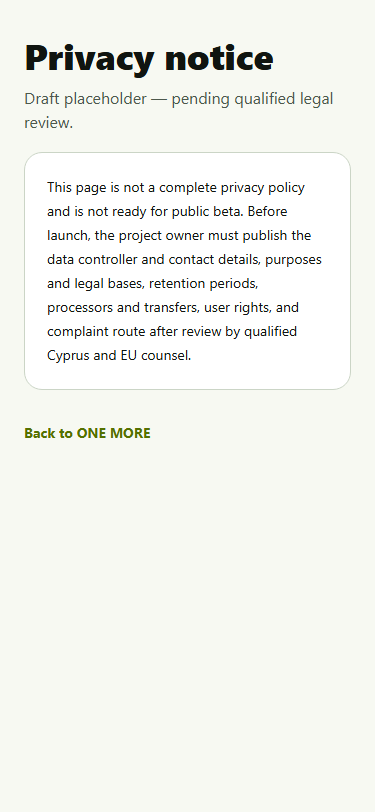 Privacy notice
Draft placeholder — pending qualified legal
review.
This page is not a complete privacy policy
and is not ready for public beta. Before
launch, the project owner must publish the
data controller and contact details, purposes
and legal bases, retention periods,
processors and transfers, user rights, and
complaint route after review by qualified
Cyprus and EU counsel.
Back to ONE MORE